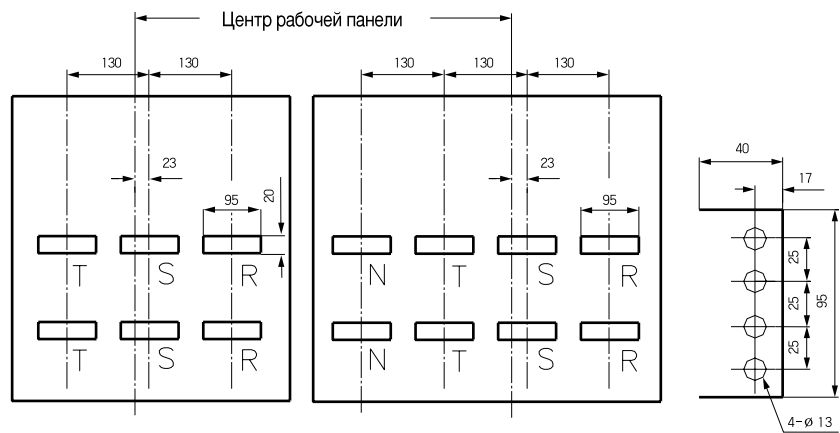 Центр рабочей панели
130 130 130 130 130
23 23
95 20 95
T S R N T S R
T S R N T S R
40
17
25
25
25
95
4-ø 13